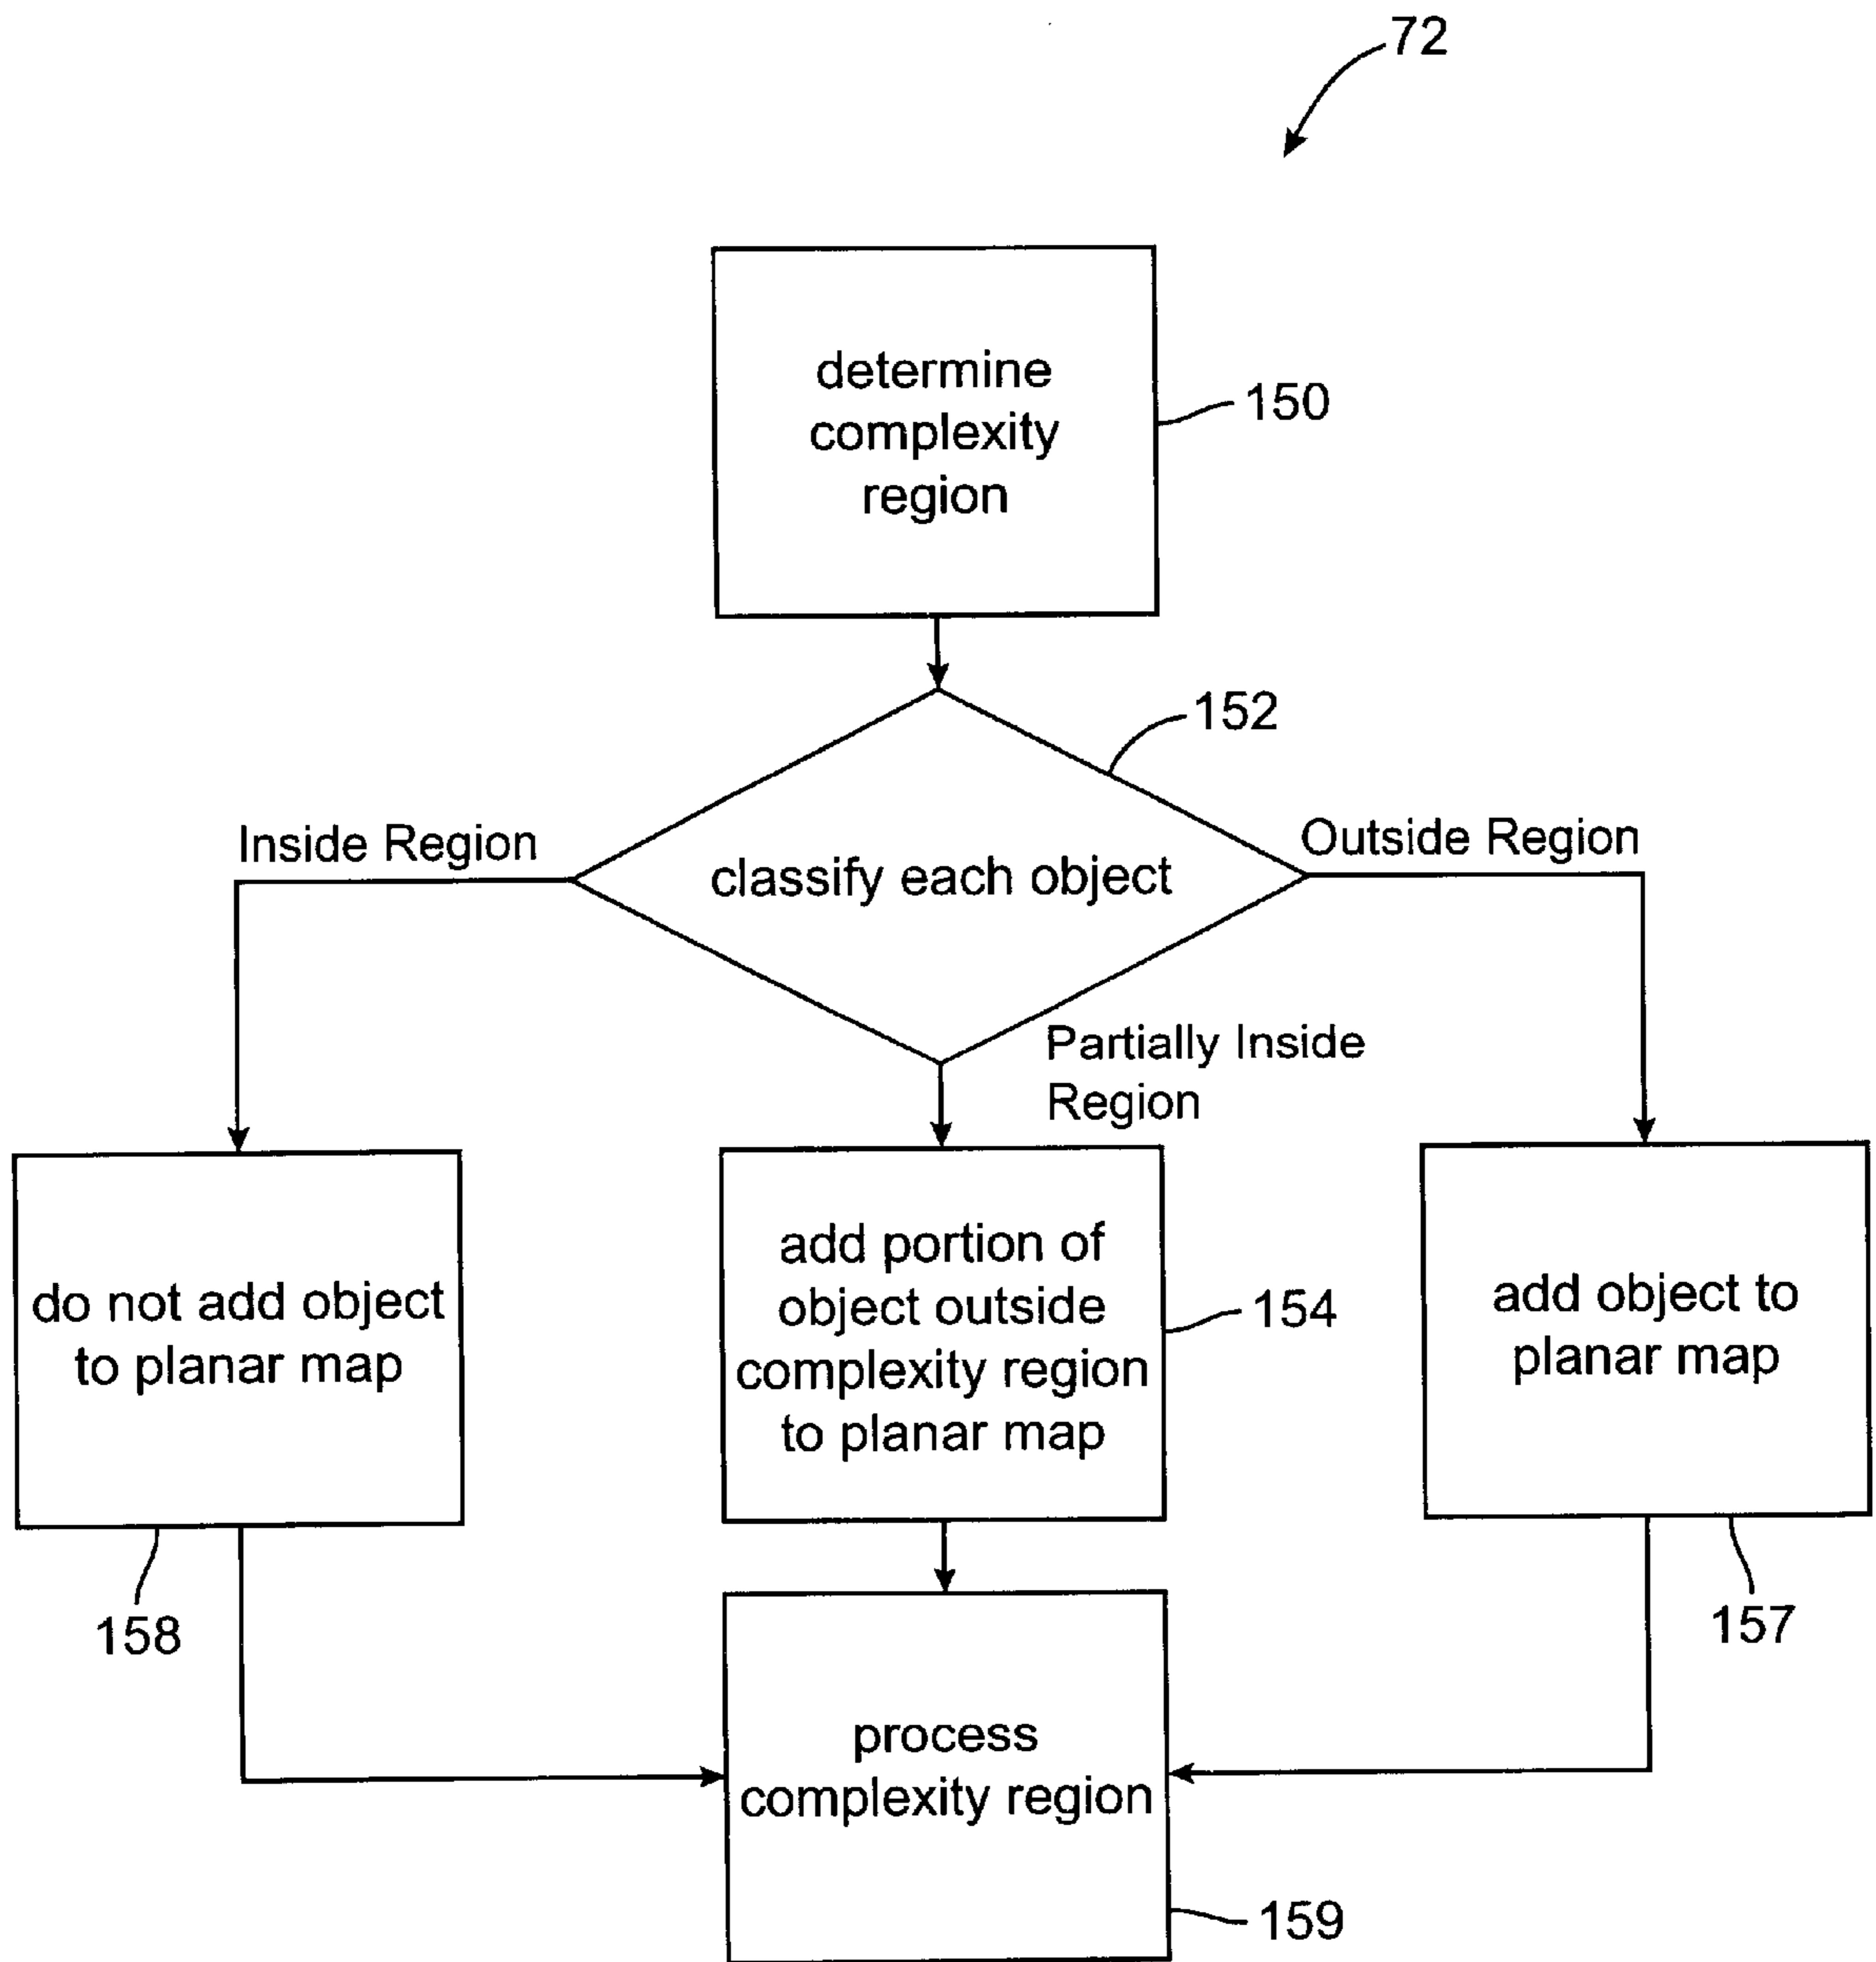 72
determine
complexity
region
150
152
Inside Region
classify each object
Outside Region
Partially Inside
Region
do not add object
to planar map
158
add portion of
object outside
complexity region
to planar map
154
add object to
planar map
157
process
complexity region
159